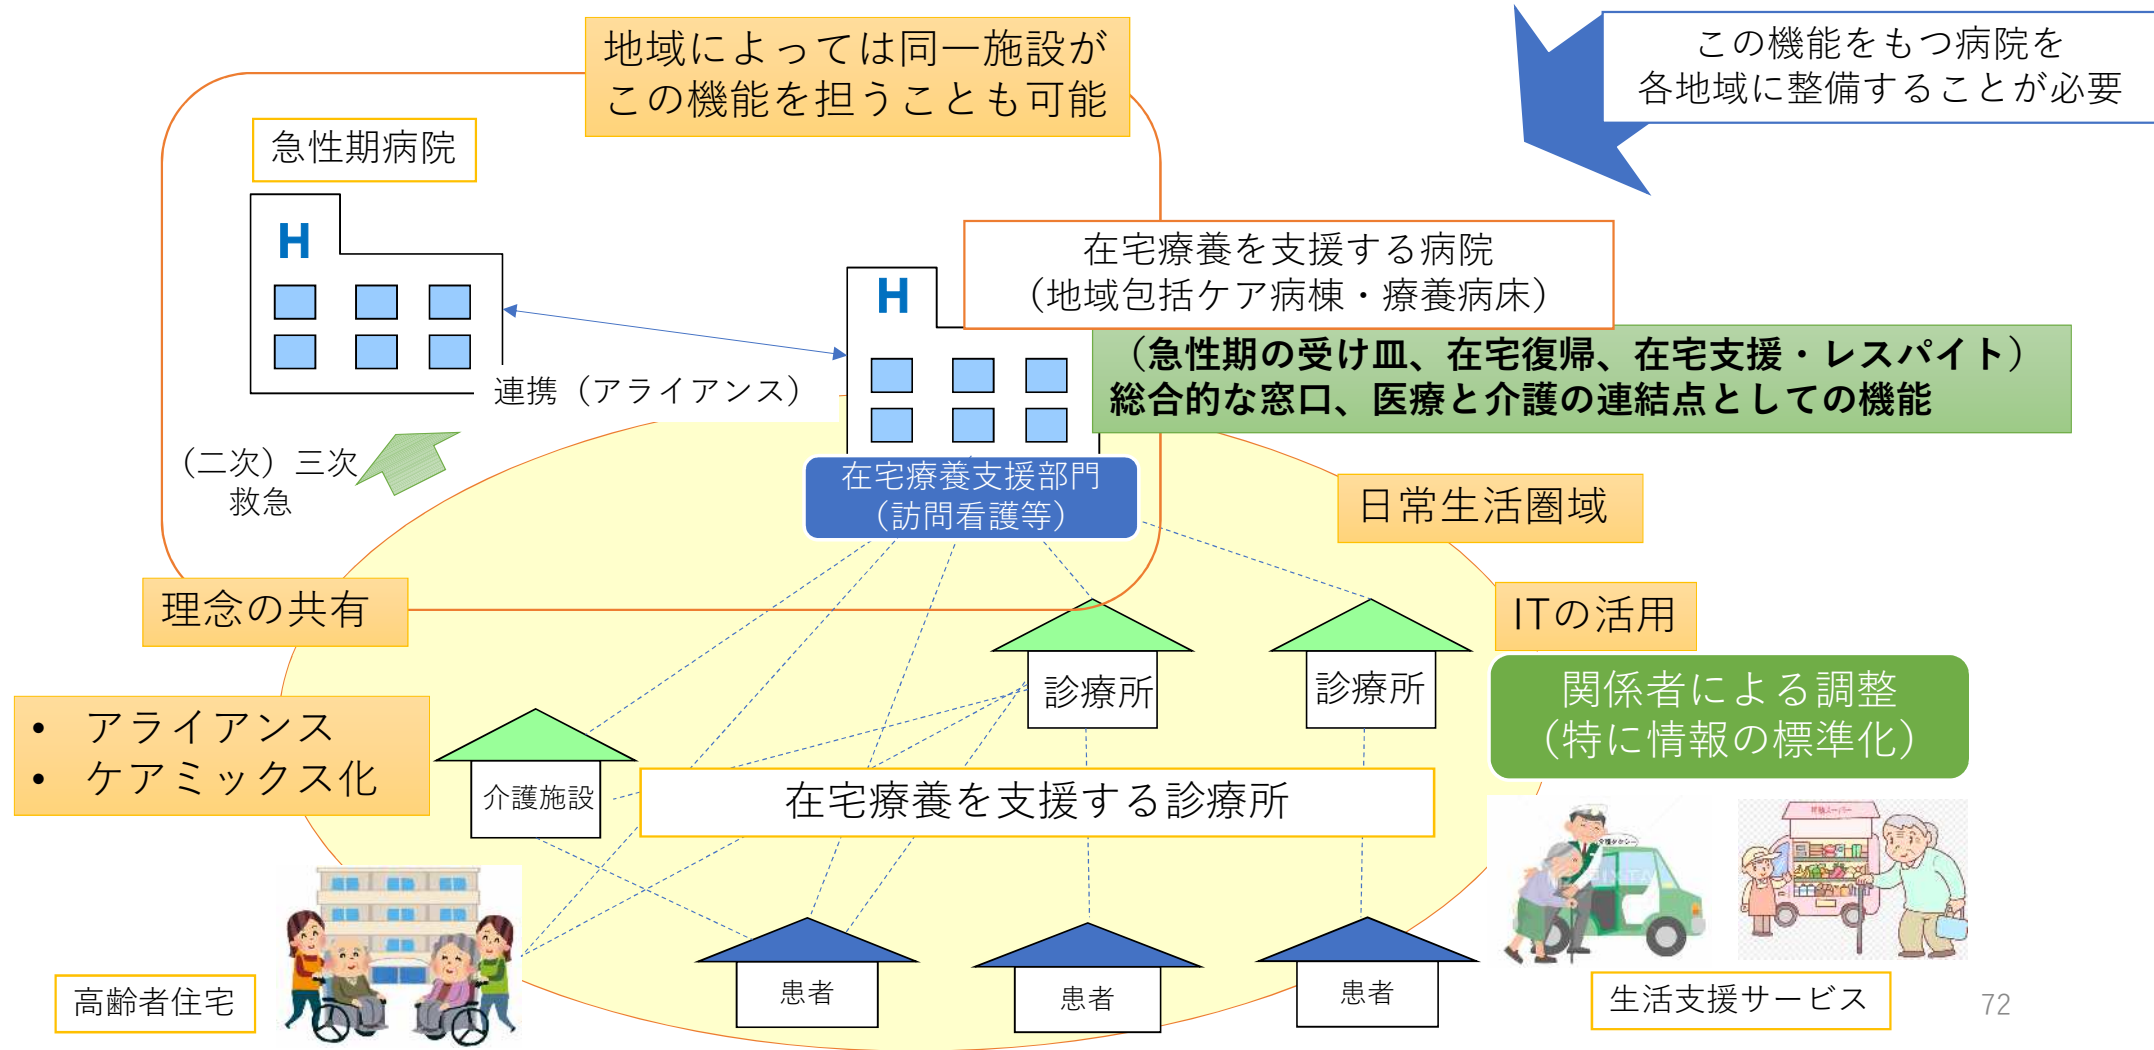 地域によっては同一施設が
この機能を担うことも可能
この機能をもつ病院を
各地域に整備することが必要
急性期病院
H
H
在宅療養を支援する病院
（地域包括ケア病棟・療養病床）
（急性期の受け皿、在宅復帰、在宅支援・レスパイト）
総合的な窓口、医療と介護の連結点としての機能
連携（アライアンス）
（二次）三次
救急
在宅療養支援部門
（訪問看護等）
日常生活圏域
理念の共有
ITの活用
診療所
診療所
関係者による調整
（特に情報の標準化）
• アライアンス
• ケアミックス化
介護施設
在宅療養を支援する診療所
介護タクシー
高齢者住宅
患者
患者
患者
生活支援サービス
72